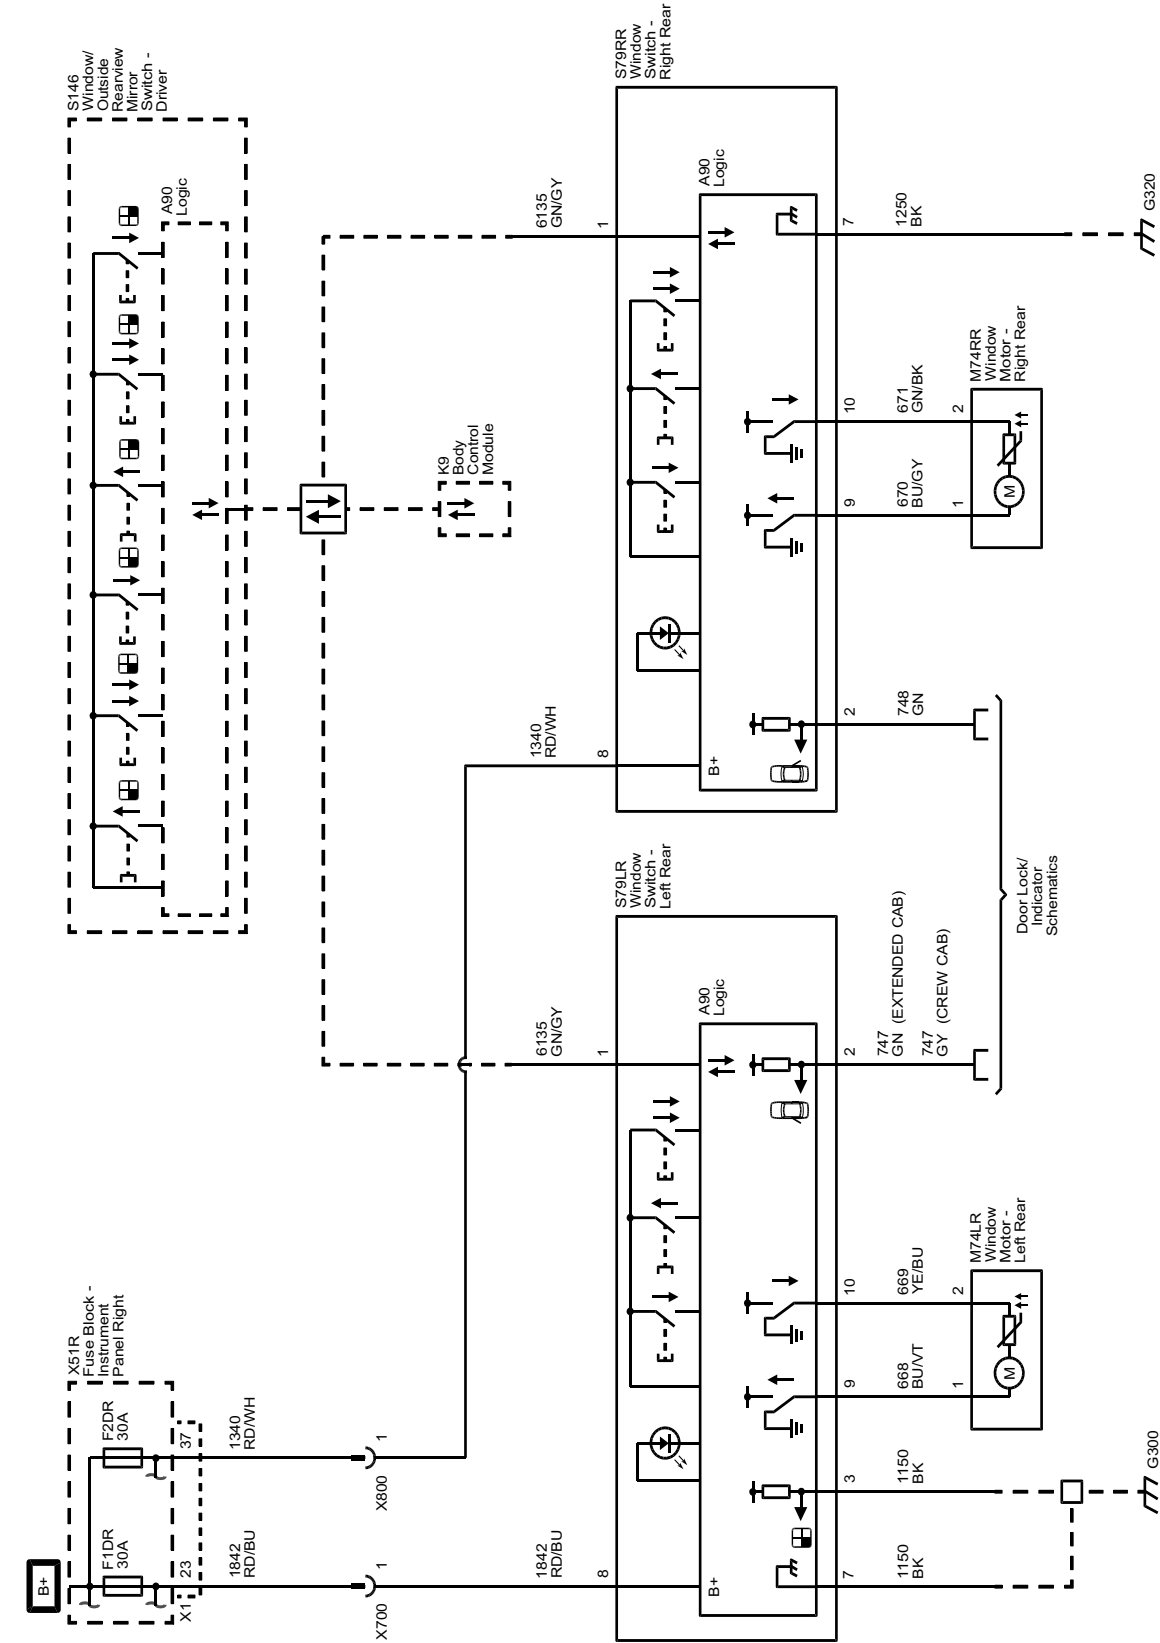 S146
Window/
Outside
Rearview
Mirror
Switch -
Driver
A90
Logic
K9
Body
Control
Module
6135
GN/GY
1
S79RR
Window
Switch -
Right Rear
A90
Logic
1340
RD/WH
8
B+
7
1250
BK
G320
10
671
GN/BK
2
9
670
BU/GY
1
M
M74RR
Window
Motor -
Right Rear
2
748
GN
Door Lock/
Indicator
Schematics
B+
X51R
Fuse Block -
Instrument
Panel Right
F1DR
30A
F2DR
30A
X1
23
37
1842
RD/BU
1340
RD/WH
X700
1
X800
1
1842
RD/BU
8
6135
GN/GY
1
S79LR
Window
Switch -
Left Rear
A90
Logic
B+
2
747
GN (EXTENDED CAB)
747
GY (CREW CAB)
10
669
YE/BU
2
9
668
BU/VT
1
M
M74LR
Window
Motor -
Left Rear
3
1150
BK
7
1150
BK
G300